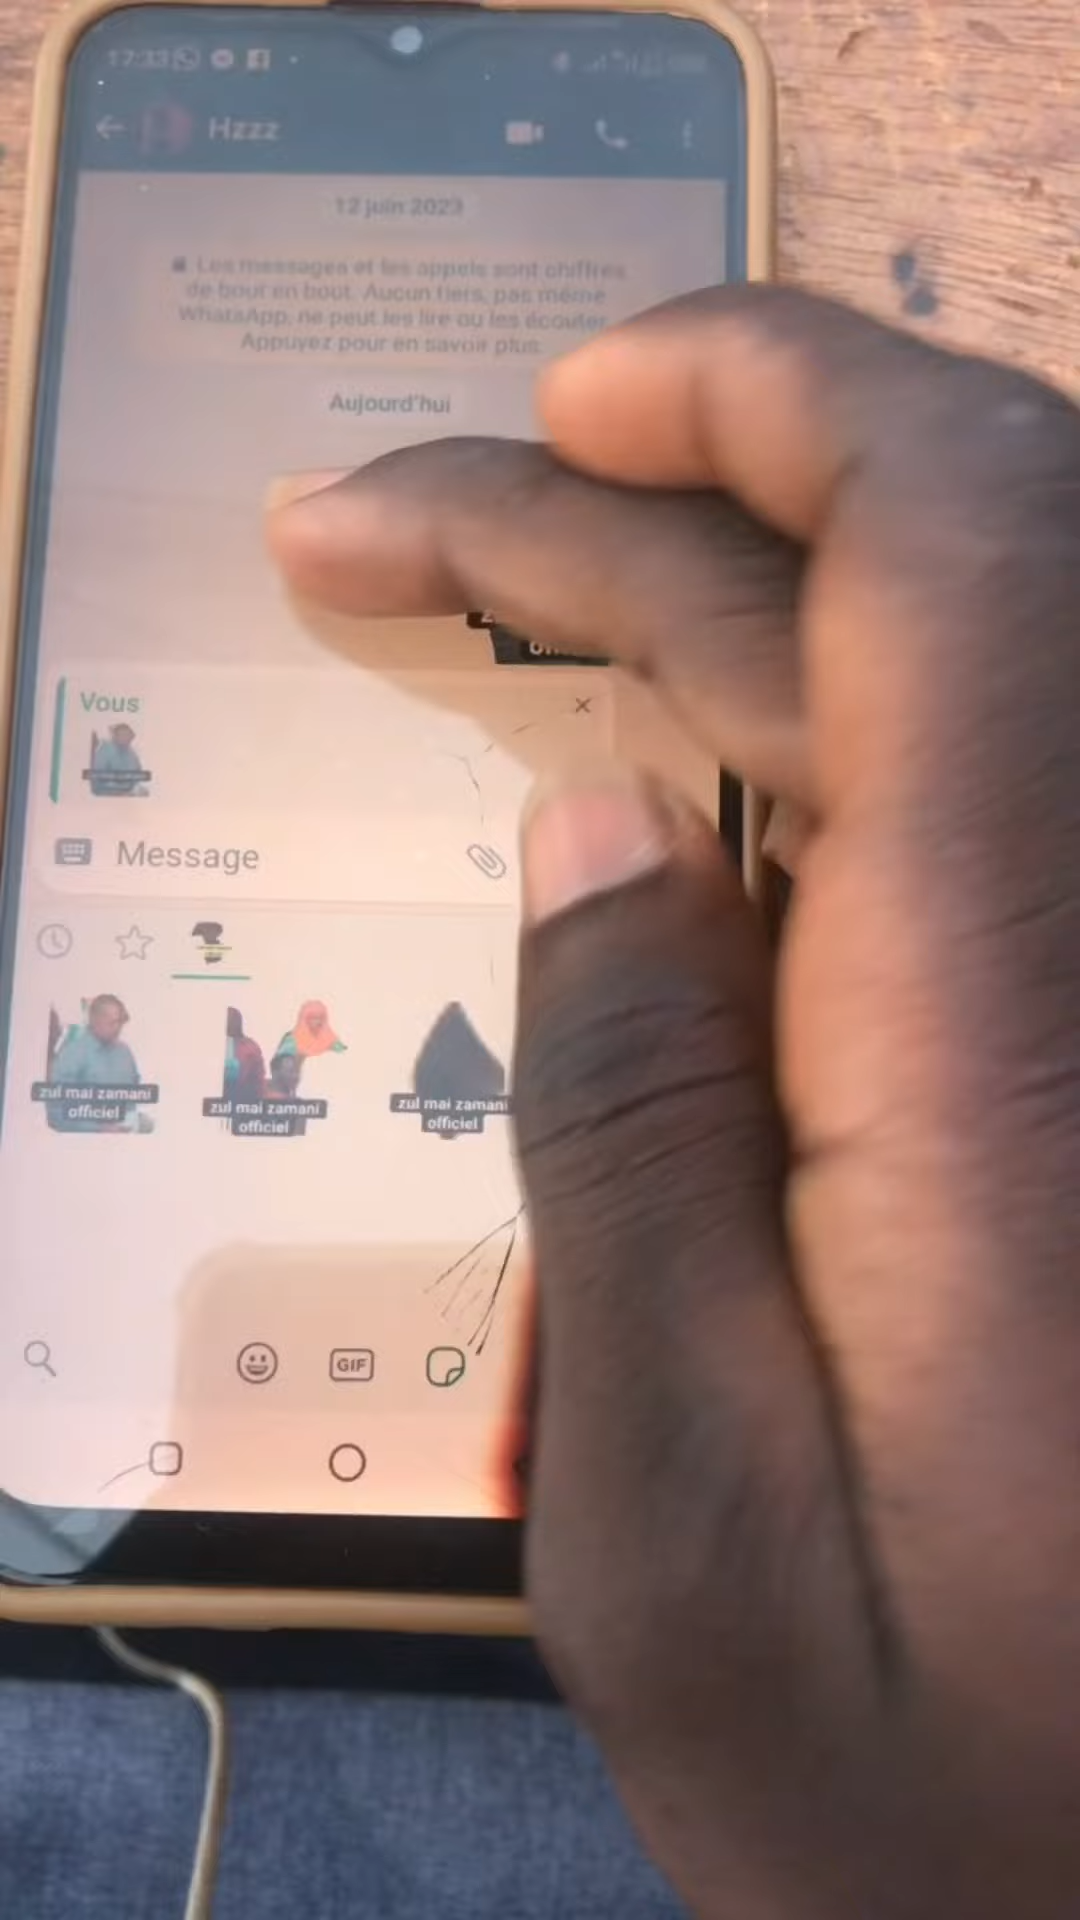 17:33
Hzzz
12 juin 2023
Les messages et les appels sont chiffrés
de bout en bout. Aucun tiers, pas même
WhatsApp, ne peut les lire ou les écouter.
Appuyez pour en savoir plus.
Aujourd'hui
Vous
Message
zul mai zamani
officiel
zul mai zamani
officiel
zul mai zamani
officiel
GIF